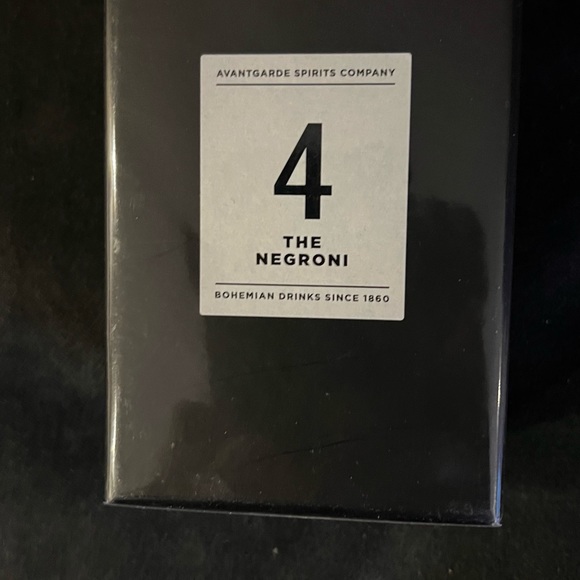 AVANTGARDE SPIRITS COMPANY
4
THE
NEGRONI
BOHEMIAN DRINKS SINCE 1860